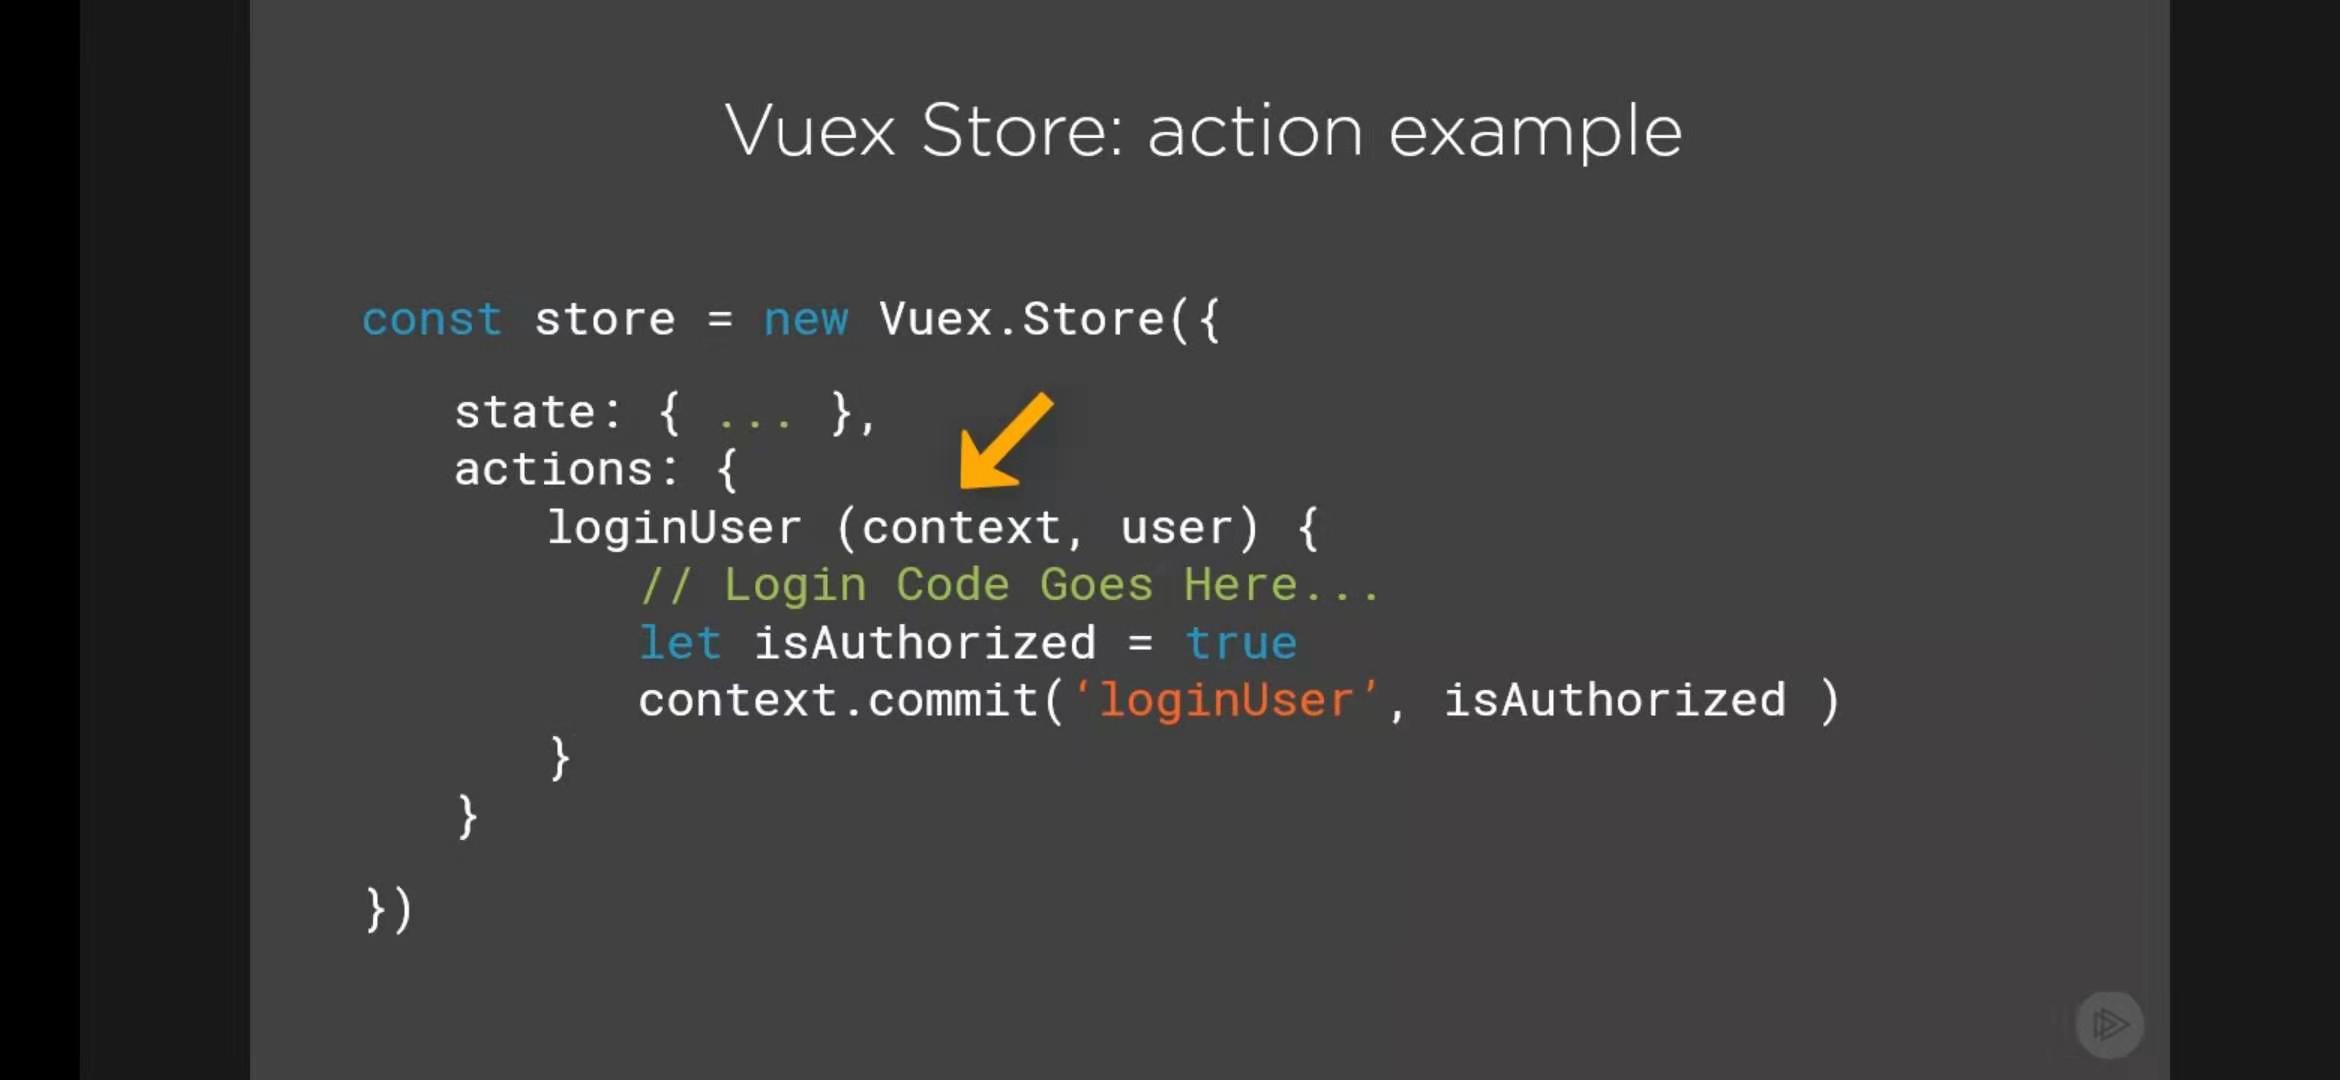 Vuex Store: action example
const store = new Vuex.Store({
state: { ... },
actions: {
loginUser (context, user) {
// Login Code Goes Here...
let isAuthorized = true
context.commit(‘loginUser’, isAuthorized )
}
}
})